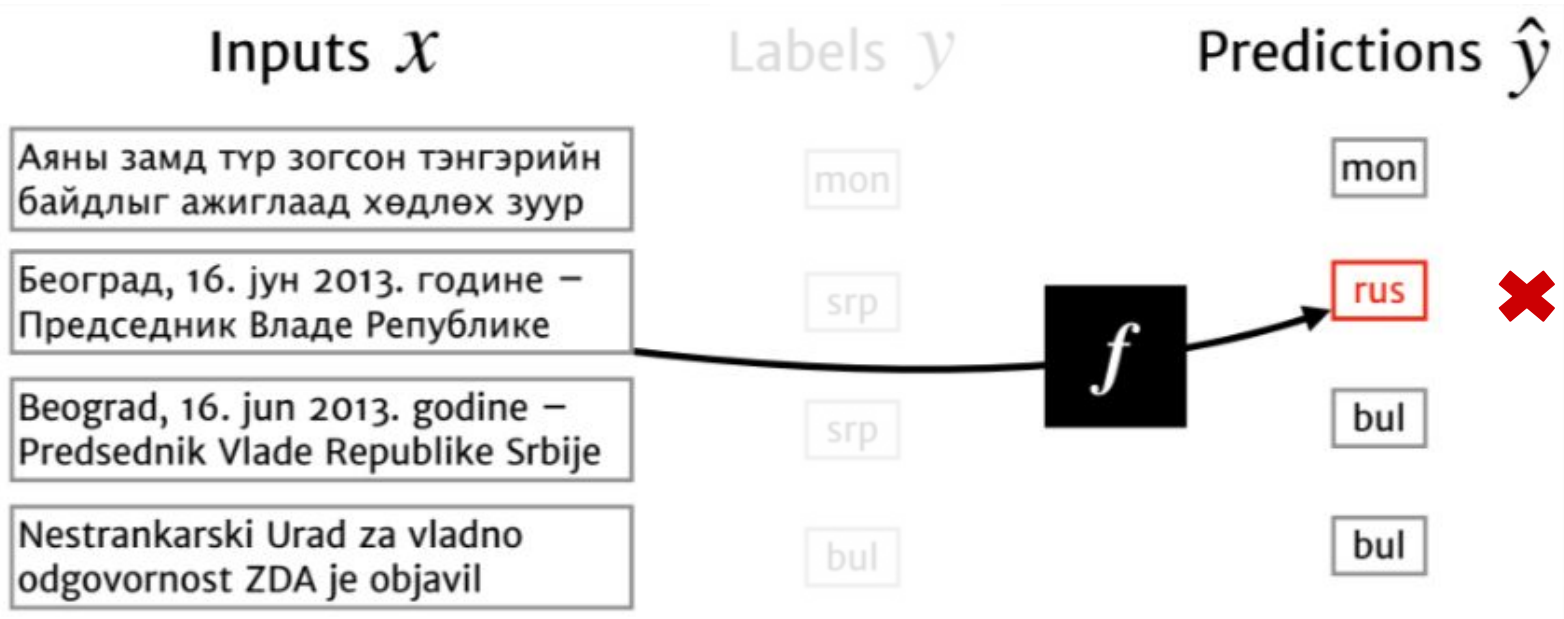 Inputs x
Labels y
Predictions ŷ
Аяны замд түр зогсон тэнгэрийн
байдлыг ажиглаад хөдлөх зуур
mon
mon
Београд, 16. јун 2013. године –
Председник Владе Републике
srp
f
rus
Beograd, 16. jun 2013. godine –
Predsednik Vlade Republike Srbije
srp
bul
Nestrankarski Urad za vladno
odgovornost ZDA je objavil
bul
bul